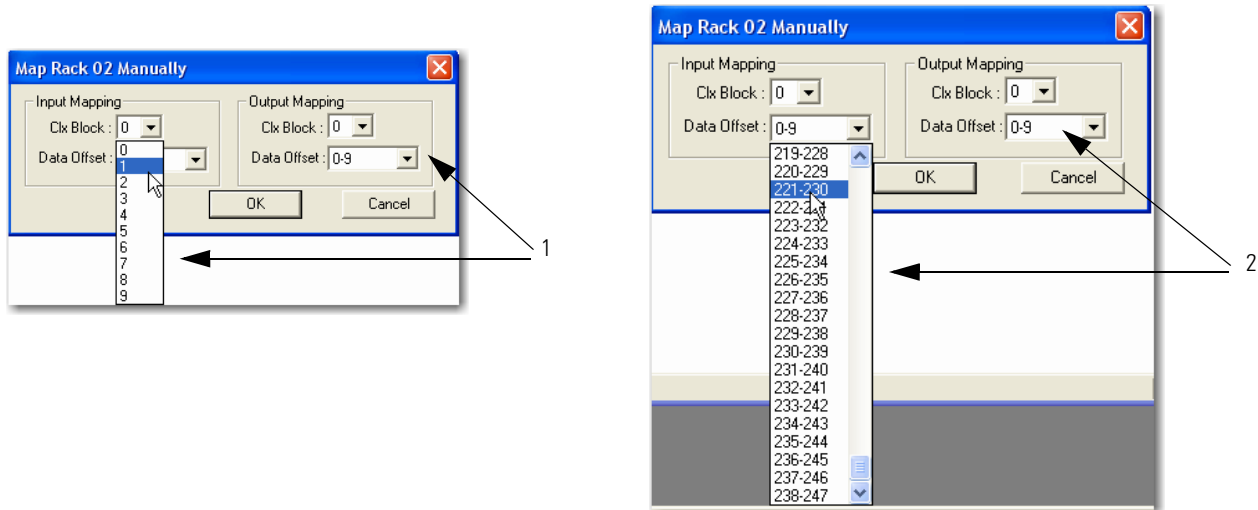 Map Rack 02 Manually
Input Mapping
Clx Block : 0
Data Offset :
0
1
2
3
4
5
6
7
8
9
Output Mapping
Clx Block : 0
Data Offset : 0-9
OK
Cancel
1
Map Rack 02 Manually
Input Mapping
Clx Block : 0
Data Offset : 0-9
219-228
220-229
221-230
223-232
224-233
225-234
226-235
227-236
228-237
229-238
230-239
231-240
232-241
233-242
234-243
235-244
236-245
237-246
238-247
Output Mapping
Clx Block : 0
Data Offset : 0-9
OK
Cancel
2